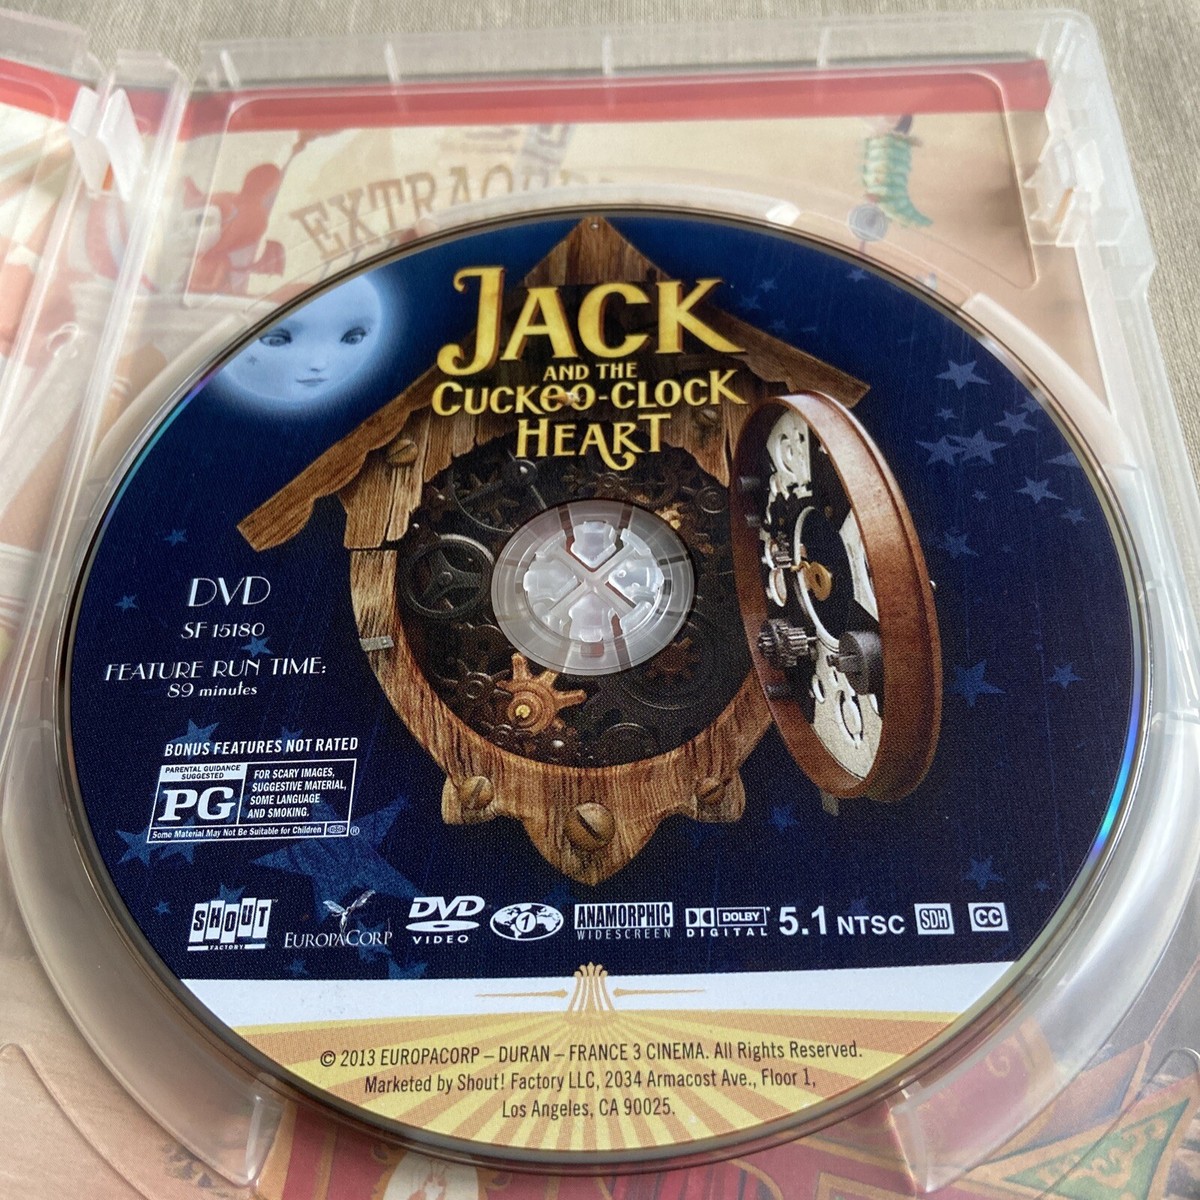 EXTRAO
JACK
AND THE
CUCKOO-CLOCK
HEART
DVD
SF 15180
FEATURE RUN TIME:
89 minutes
BONUS FEATURES NOT RATED
PARENTAL GUIDANCE SUGGESTED
PG
FOR SCARY IMAGES,
SUGGESTIVE MATERIAL,
SOME LANGUAGE
AND SMOKING.
Some Material May Not Be Suitable for Children ®
SHOUT™
FACTORY
EUROPACORP
DVD
VIDEO
1
ANAMORPHIC
WIDESCREEN
DOLBY®
DIGITAL
5.1 NTSC
SDH
CC
© 2013 EUROPACORP – DURAN – FRANCE 3 CINEMA. All Rights Reserved.
Marketed by Shout! Factory LLC, 2034 Armacost Ave., Floor 1,
Los Angeles, CA 90025.